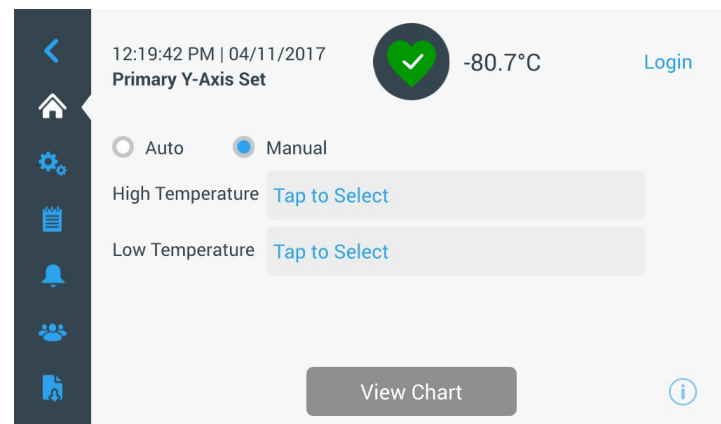 12:19:42 PM | 04/11/2017
Primary Y-Axis Set
-80.7°C
Login
Auto
Manual
High Temperature Tap to Select
Low Temperature Tap to Select
View Chart
i